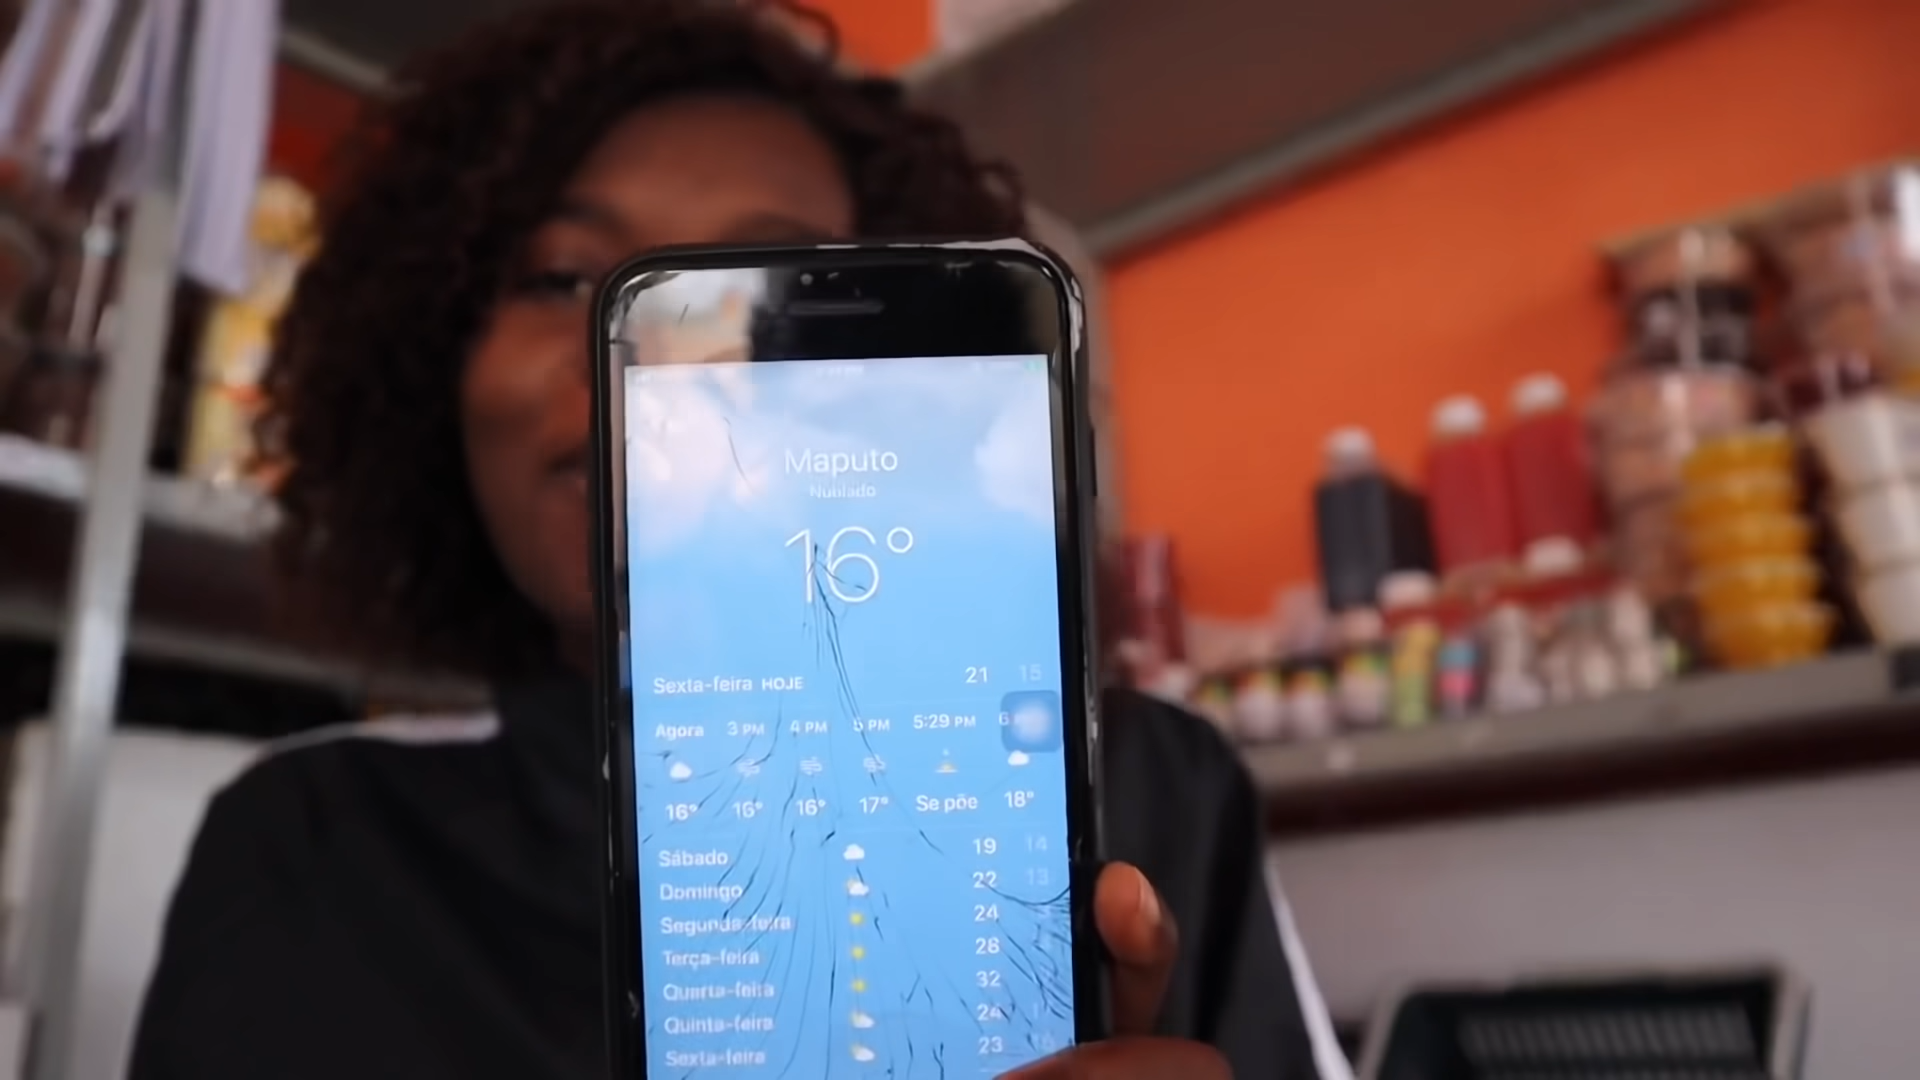 Maputo
Nublado
16°
Sexta-feira HOJE 21 15
Agora 3 PM 4 PM 5 PM 5:29 PM 6
16° 16° 16° 17° Se põe 18°
Sábado 19 14
Domingo 22 13
Segunda-feira 24
Terça-feira 28
Quarta-feira 32
Quinta-feira 24
Sexta-feira 23